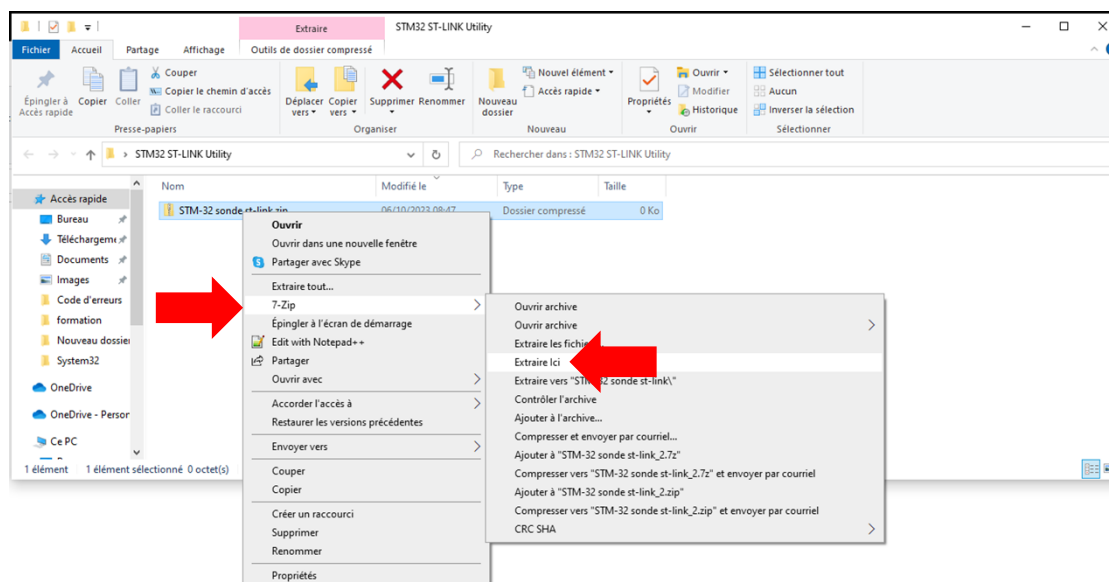 Extraire
STM32 ST-LINK Utility
Fichier Accueil Partage Affichage Outils de dossier compressé
Épingler à Accès rapide
Copier
Coller
Couper
Copier le chemin d'accès
Coller le raccourci
Presse-papiers
Déplacer vers
Copier vers
Supprimer
Renommer
Organiser
Nouveau dossier
Nouvel élément
Accès rapide
Nouveau
Propriétés
Ouvrir
Modifier
Historique
Ouvrir
Sélectionner tout
Aucun
Inverser la sélection
Sélectionner
STM32 ST-LINK Utility
Rechercher dans : STM32 ST-LINK Utility
Nom Modifié le Type Taille
STM-32 sonde st-link.zip 06/10/2023 08:47 Dossier compressé 0 Ko
Accès rapide
Bureau
Téléchargeme
Documents
Images
Code d'erreurs
formation
Nouveau dossier
System32
OneDrive
OneDrive - Person
Ce PC
1 élément 1 élément sélectionné 0 octet(s)
Ouvrir
Ouvrir dans une nouvelle fenêtre
Partager avec Skype
Extraire tout...
7-Zip
Épingler à l'écran de démarrage
Edit with Notepad++
Partager
Ouvrir avec
Accorder l'accès à
Restaurer les versions précédentes
Envoyer vers
Couper
Copier
Créer un raccourci
Supprimer
Renommer
Propriétés
Ouvrir archive
Ouvrir archive
Extraire les fichie
Extraire Ici
Extraire vers "STM-32 sonde st-link\"
Contrôler l'archive
Ajouter à l'archive...
Compresser et envoyer par courriel...
Ajouter à "STM-32 sonde st-link_2.7z"
Compresser vers "STM-32 sonde st-link_2.7z" et envoyer par courriel
Ajouter à "STM-32 sonde st-link_2.zip"
Compresser vers "STM-32 sonde st-link_2.zip" et envoyer par courriel
CRC SHA